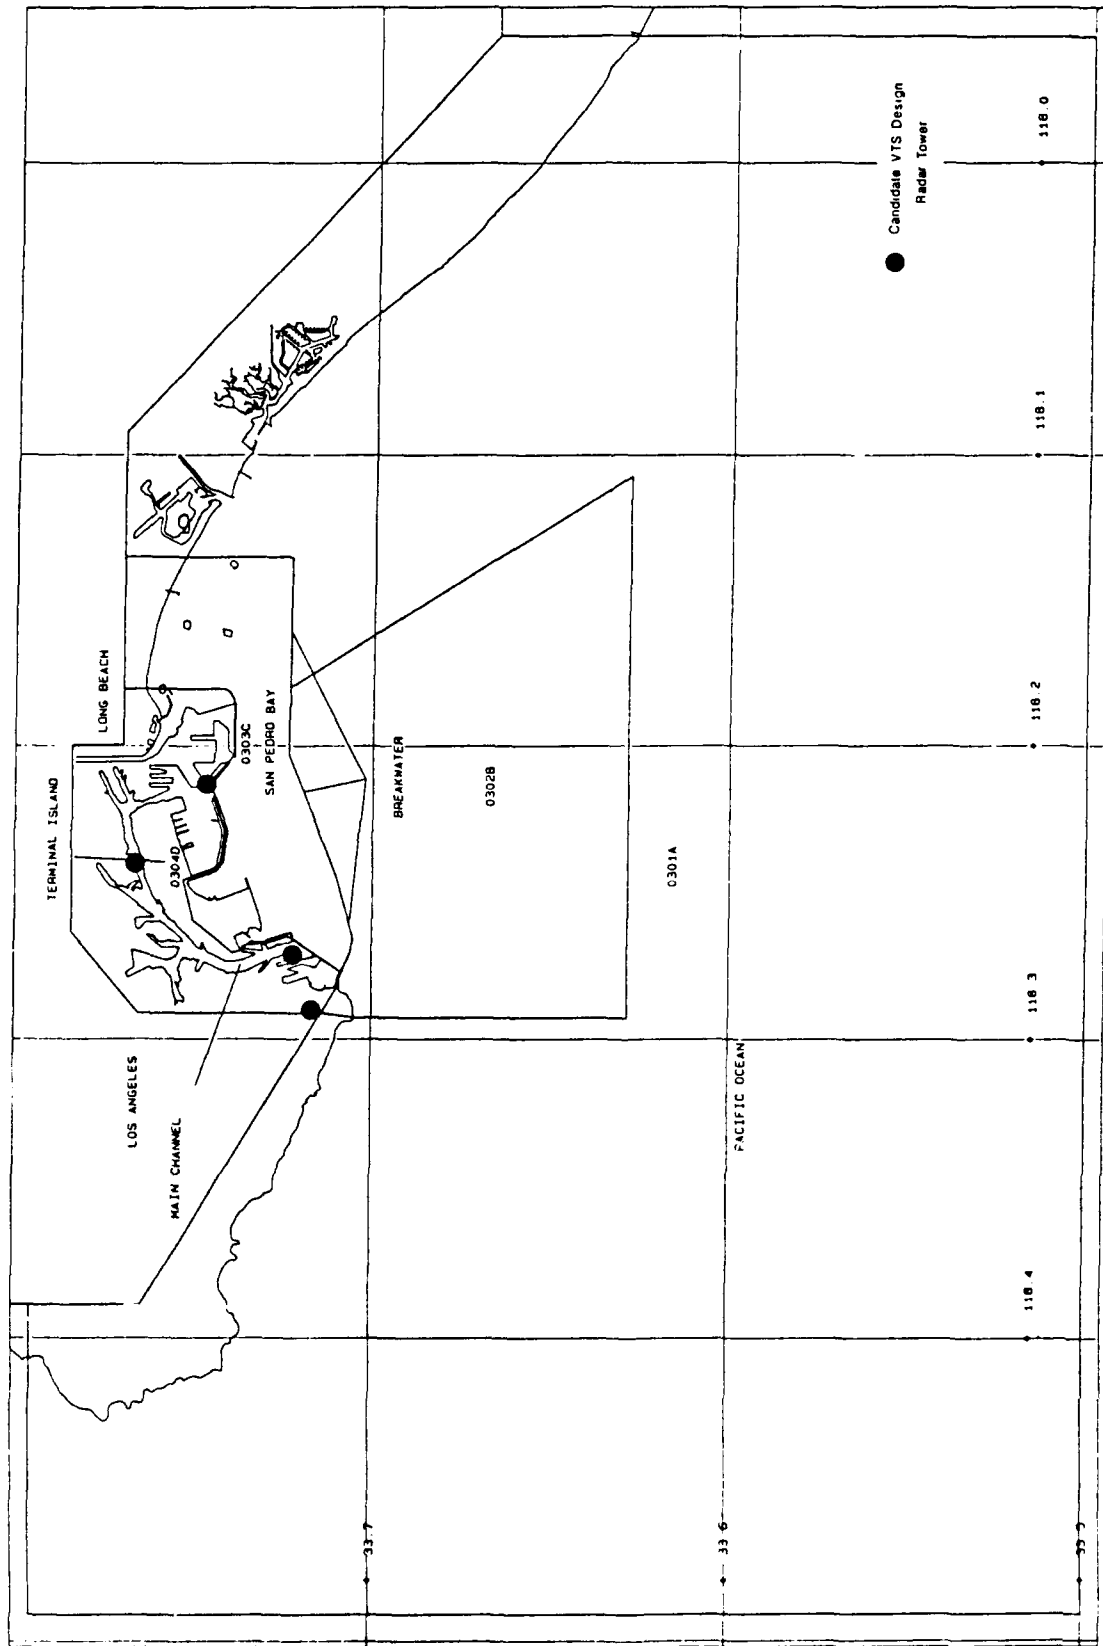 TERMINAL ISLAND
LONG BEACH
LOS ANGELES
MAIN CHANNEL
0304D
0303C
SAN PEDRO BAY
BREAKWATER
0302B
0301A
PACIFIC OCEAN
Candidate VTS Design
Radar Tower
33.7
33.6
118.4
118.3
118.2
118.1
118.0